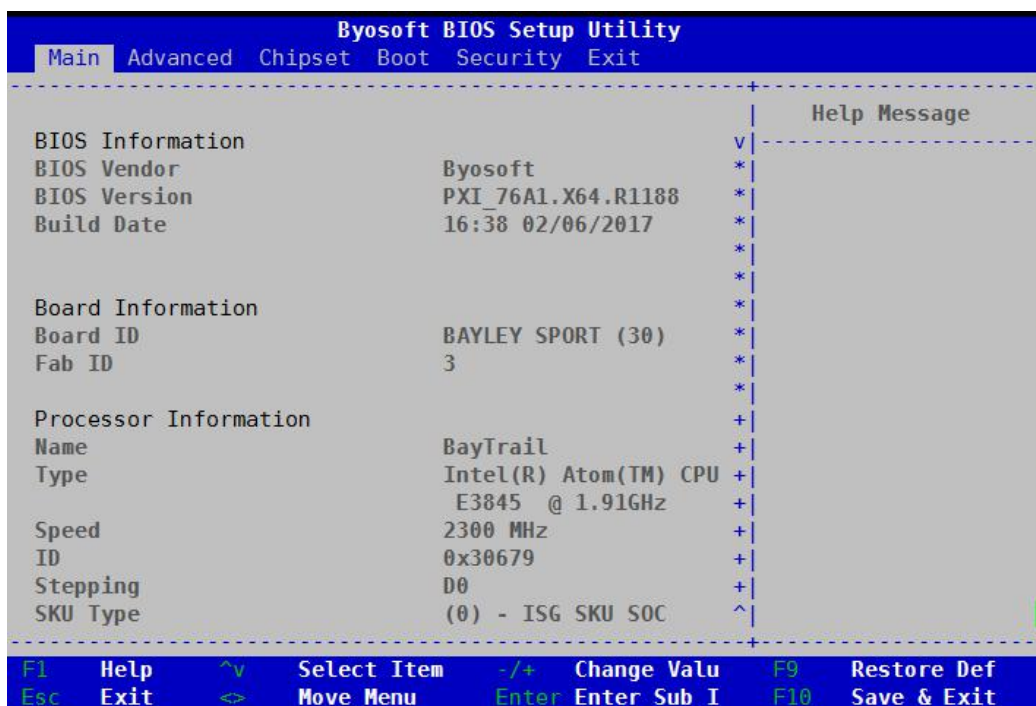 Byosoft BIOS Setup Utility
Main Advanced Chipset Boot Security Exit
Help Message
BIOS Information
BIOS Vendor Byosoft
BIOS Version PXI_76A1.X64.R1188
Build Date 16:38 02/06/2017
Board Information
Board ID BAYLEY SPORT (30)
Fab ID 3
Processor Information
Name BayTrail
Type Intel(R) Atom(TM) CPU
E3845 @ 1.91GHz
Speed 2300 MHz
ID 0x30679
Stepping D0
SKU Type (0) - ISG SKU SOC
F1 Help ^v Select Item -/+ Change Valu F9 Restore Def
Esc Exit <> Move Menu Enter Enter Sub I F10 Save & Exit